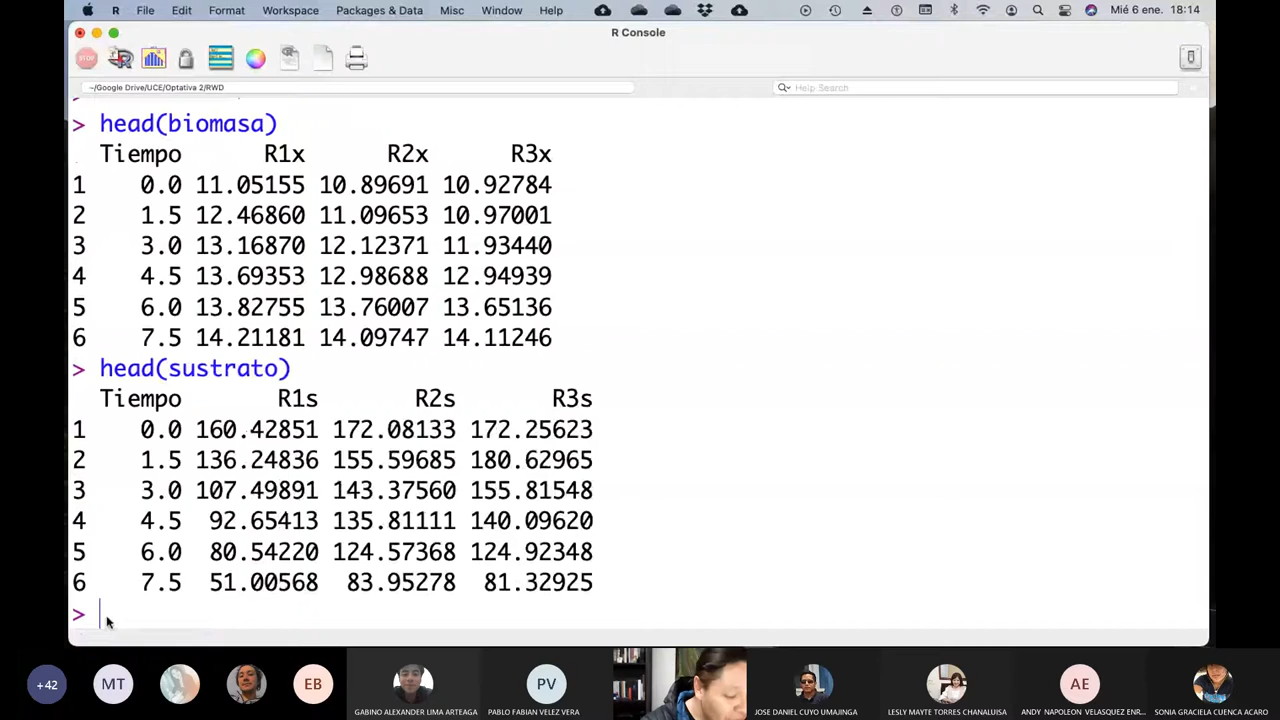 R File Edit Format Workspace Packages & Data Misc Window Help Mié 6 ene. 18:14
R Console
STOP
~/Google Drive/UCE/Optativa 2/RWD
Help Search
> head(biomasa)
Tiempo R1x R2x R3x
1 0.0 11.05155 10.89691 10.92784
2 1.5 12.46860 11.09653 10.97001
3 3.0 13.16870 12.12371 11.93440
4 4.5 13.69353 12.98688 12.94939
5 6.0 13.82755 13.76007 13.65136
6 7.5 14.21181 14.09747 14.11246
> head(sustrato)
Tiempo R1s R2s R3s
1 0.0 160.42851 172.08133 172.25623
2 1.5 136.24836 155.59685 180.62965
3 3.0 107.49891 143.37560 155.81548
4 4.5 92.65413 135.81111 140.09620
5 6.0 80.54220 124.57368 124.92348
6 7.5 51.00568 83.95278 81.32925
>
+42 MT EB PV AE
GABINO ALEXANDER LIMA ARTEAGA PABLO FABIAN VELEZ VERA JOSE DANIEL CUYO UMAJINGA LESLY MAYTE TORRES CHANALUISA ANDY NAPOLEON VELASQUEZ ENR... SONIA GRACIELA CUENCA ACARO